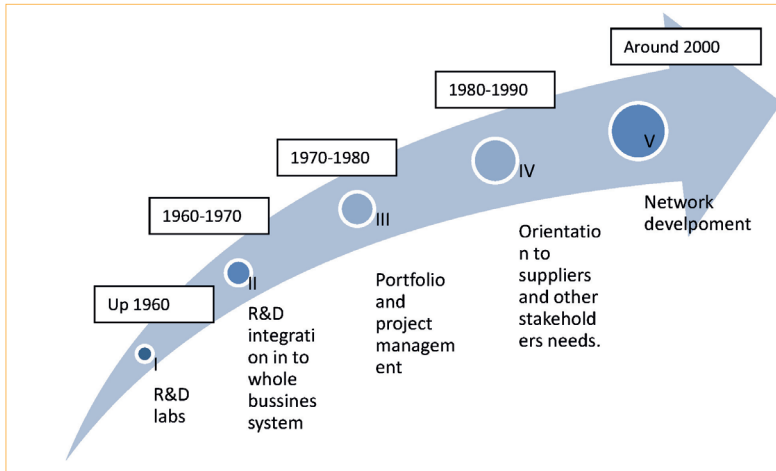 Around 2000
1980-1990
1970-1980
1960-1970
Up 1960
I
R&D
labs
II
R&D
integrati
on in to
whole
bussines
system
III
Portfolio
and
project
managem
ent
IV
Orientatio
n to
suppliers
and other
stakehold
ers needs.
V
Network
develpoment